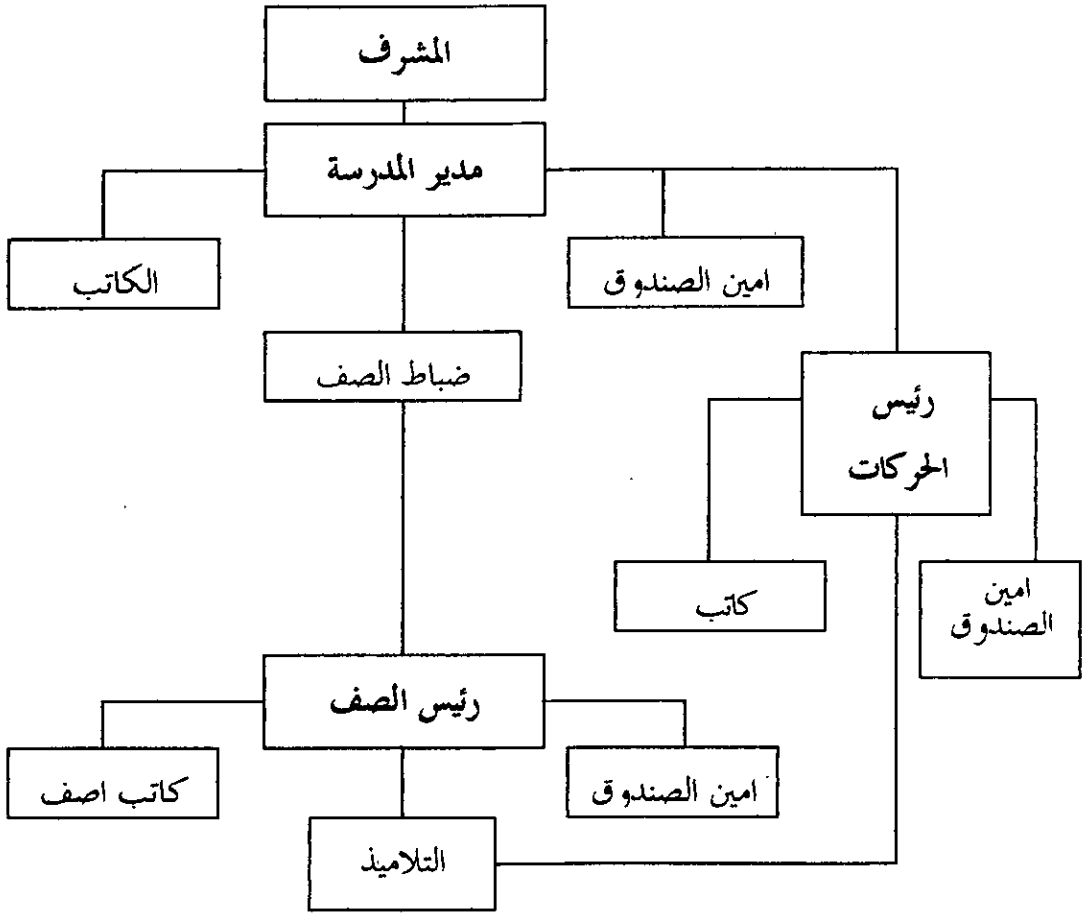 المشرف
مدير المدرسة
امين الصندوق
الكاتب
ضباط الصف
رئيس
الحركات
امين
الصندوق
كاتب
رئيس الصف
امين الصندوق
كاتب اصف
التلاميذ